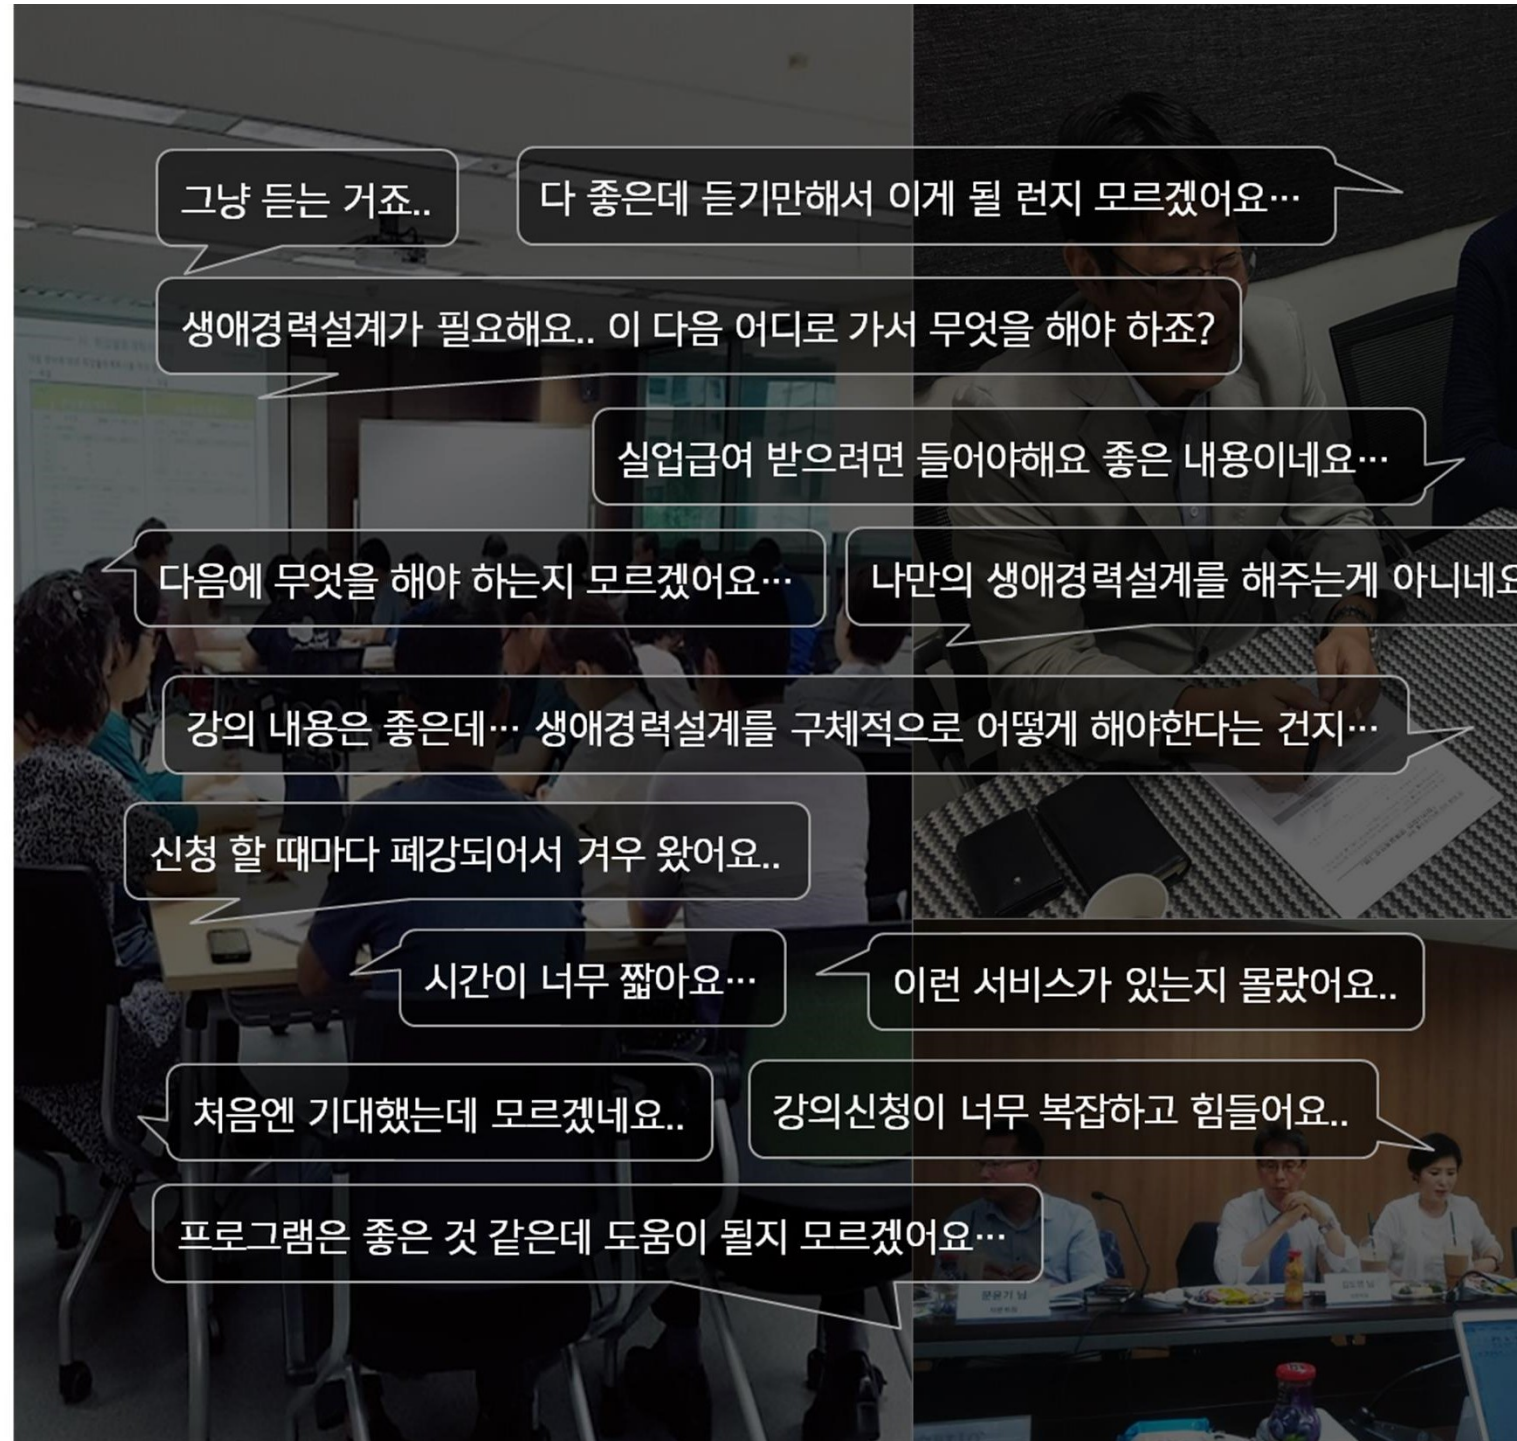 그냥 듣는 거죠..
다 좋은데 듣기만해서 이게 될 런지 모르겠어요…
생애경력설계가 필요해요.. 이 다음 어디로 가서 무엇을 해야 하죠?
실업급여 받으려면 들어야해요 좋은 내용이네요…
다음에 무엇을 해야 하는지 모르겠어요…
나만의 생애경력설계를 해주는게 아니네요
강의 내용은 좋은데… 생애경력설계를 구체적으로 어떻게 해야한다는 건지…
신청 할 때마다 폐강되어서 겨우 왔어요..
시간이 너무 짧아요…
이런 서비스가 있는지 몰랐어요..
처음엔 기대했는데 모르겠네요..
강의신청이 너무 복잡하고 힘들어요..
프로그램은 좋은 것 같은데 도움이 될지 모르겠어요…